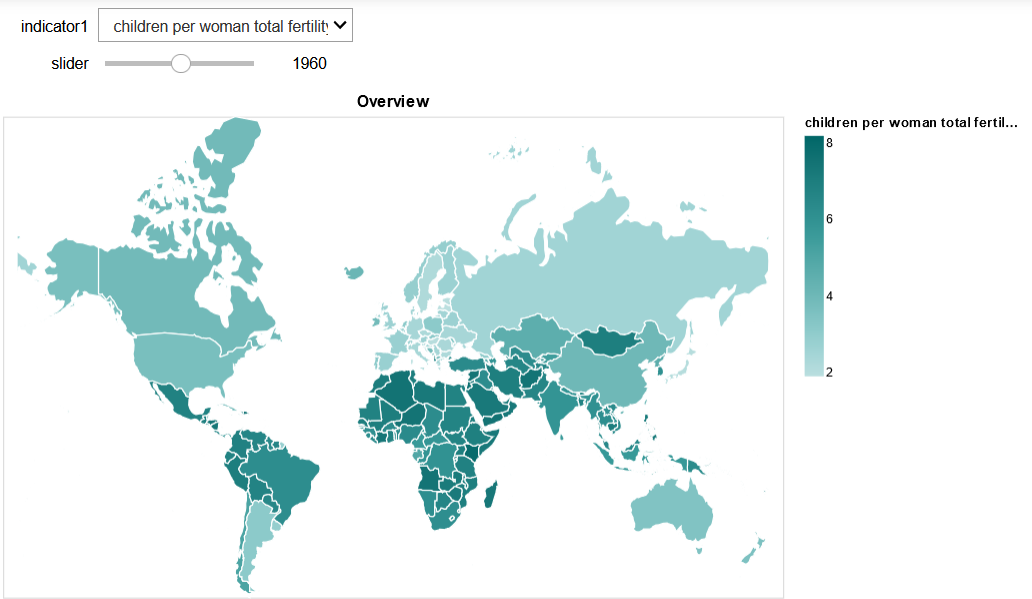 indicator1 children per woman total fertility
slider 1960
Overview
children per woman total fertil...
8
6
4
2